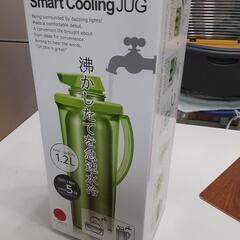 Smart Cooling JUG
Being surrounded by dazzling lights!
Made a comfortable debut.
A convenient life brought about
from ideas for convenience.
Aiming to hear the words,
"Oh, this is great!"
沸かしたてを急速水冷
1.2L
5